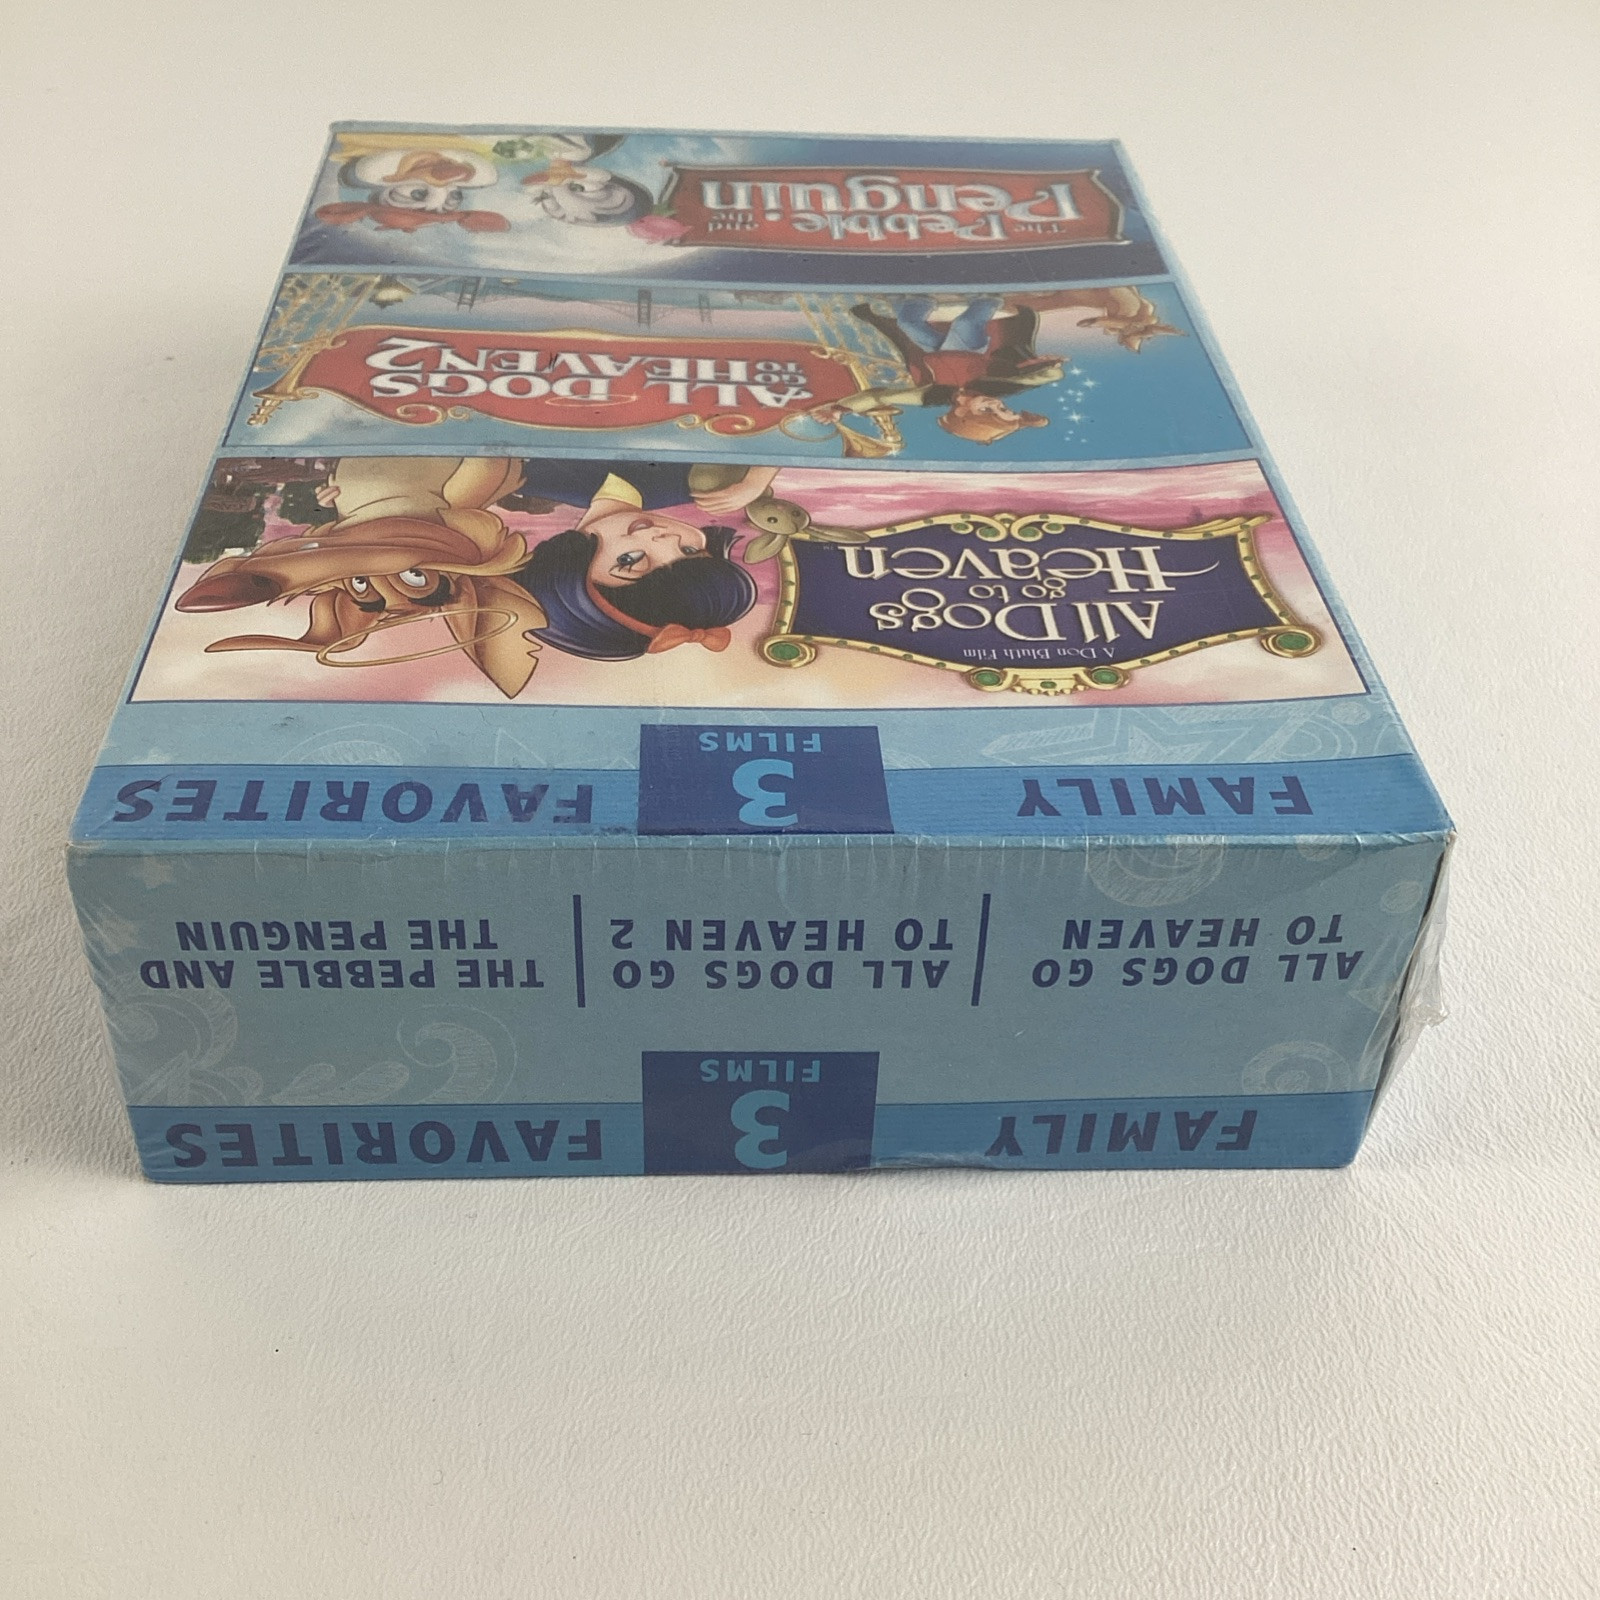 FAMILY 3 FILMS FAVORITES
ALL DOGS GO TO HEAVEN
ALL DOGS GO TO HEAVEN 2
THE PEBBLE AND THE PENGUIN
FAMILY 3 FILMS FAVORITES
A Don Bluth Film
All Dogs
go to
Heaven™
ALL DOGS
GO TO HEAVEN 2
The Pebble and the
Penguin